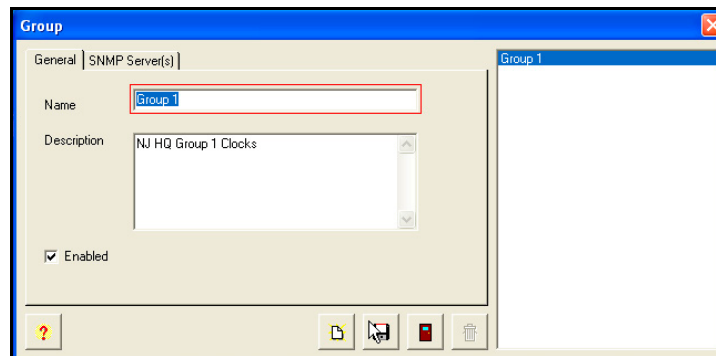 Group
General SNMP Server(s)
Name Group 1
Description NJ HQ Group 1 Clocks
Enabled
?
Group 1